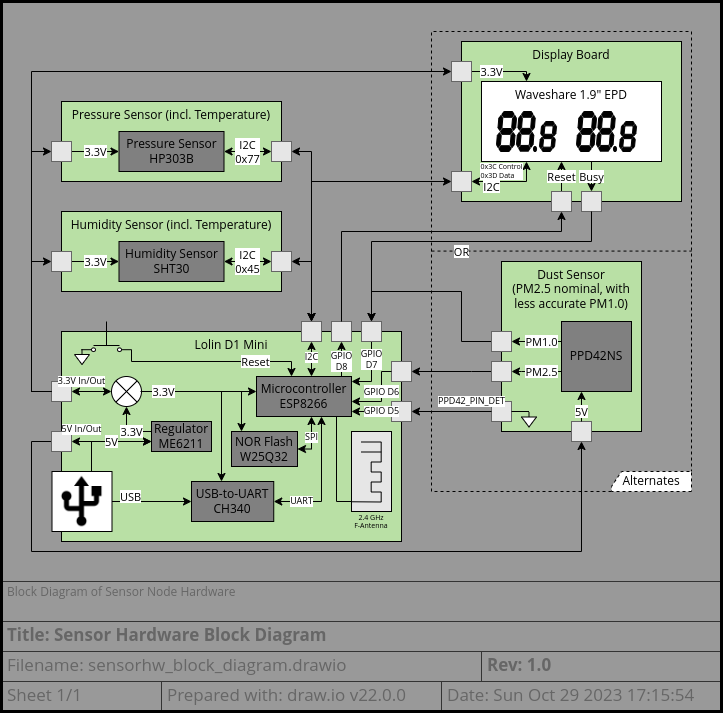 Display Board
3.3V
Waveshare 1.9" EPD
88.8 88.8
0x3C Control
0x3D Data
I2C
Reset
Busy
Pressure Sensor (incl. Temperature)
3.3V
Pressure Sensor
HP303B
I2C
0x77
Humidity Sensor (incl. Temperature)
3.3V
Humidity Sensor
SHT30
I2C
0x45
OR
Dust Sensor
(PM2.5 nominal, with
less accurate PM1.0)
PM1.0
PM2.5
PPD42NS
5V
PPD42_PIN_DET
Alternates
Lolin D1 Mini
I2C
GPIO
D8
GPIO
D7
Reset
GPIO D6
GPIO D5
3.3V In/Out
3.3V
Microcontroller
ESP8266
5V In/Out
3.3V
5V
Regulator
ME6211
NOR Flash
W25Q32
SPI
USB
USB-to-UART
CH340
UART
2.4 GHz
F-Antenna
Block Diagram of Sensor Node Hardware
Title: Sensor Hardware Block Diagram
Filename: sensorhw_block_diagram.drawio
Rev: 1.0
Sheet 1/1
Prepared with: draw.io v22.0.0
Date: Sun Oct 29 2023 17:15:54